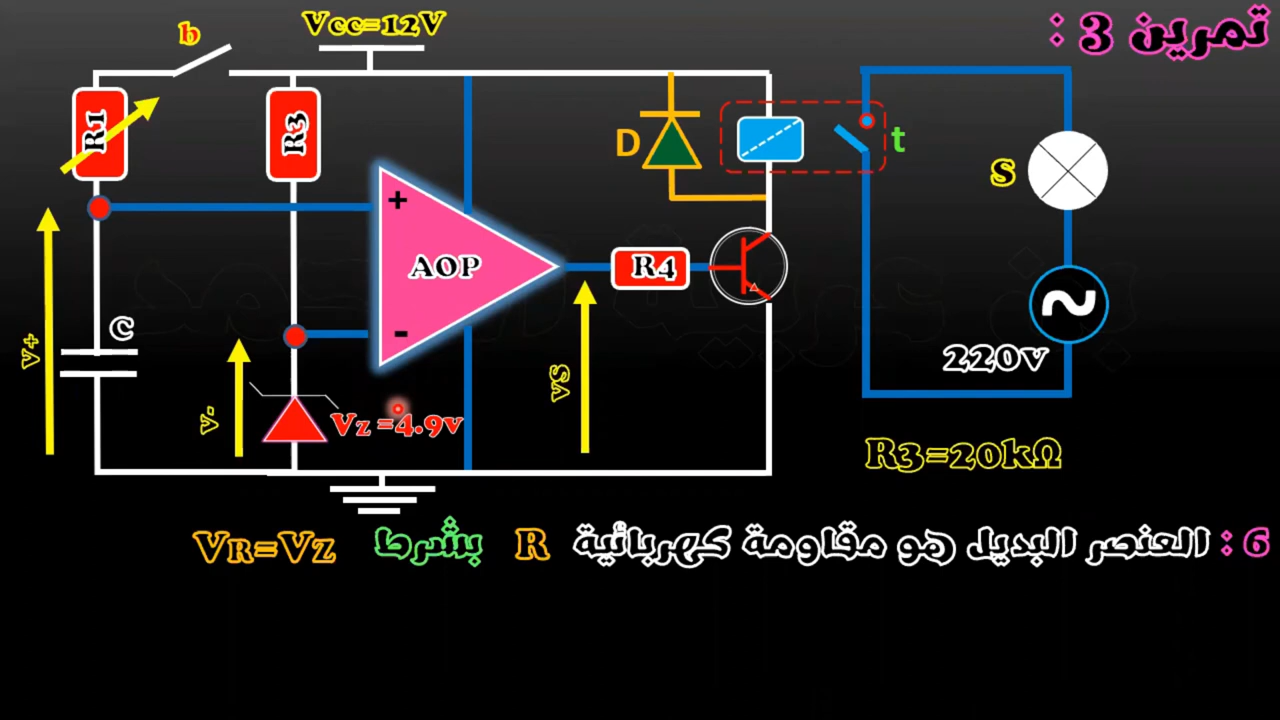 تمرين 3 :
b
Vcc=12V
R1
R3
D
t
S
+
AOP
R4
-
C
V+
V-
VS
Vz =4.9v
220v
R3=20kΩ
6 : العنصر البديل هو مقاومة كهربائية R بشرط VR=Vz